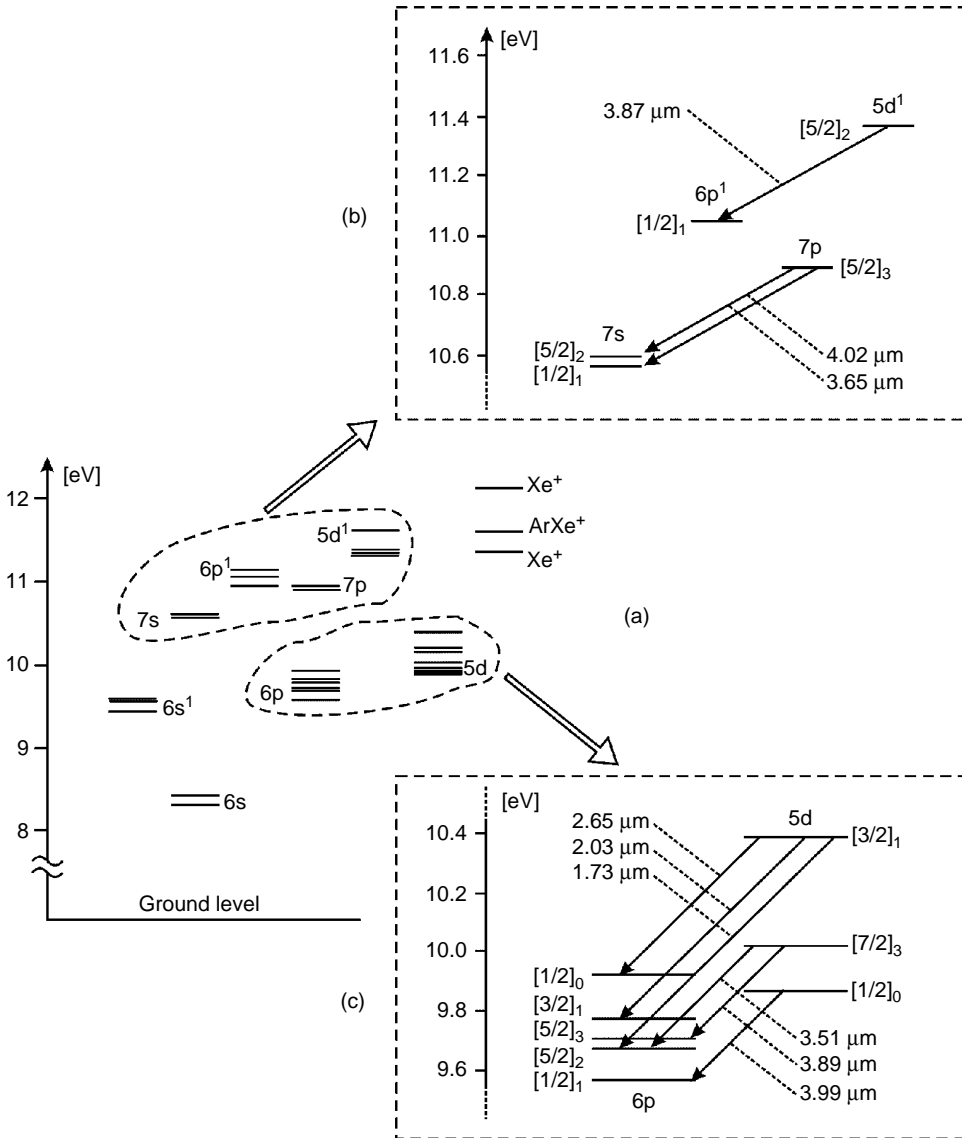 [eV]
11.6
11.4
11.2
11.0
10.8
10.6
3.87 μm
5d¹
[5/2]₂
6p¹
[1/2]₁
7p
[5/2]₃
7s
[5/2]₂
[1/2]₁
4.02 μm
3.65 μm
(b)
[eV]
12
11
10
9
8
Xe⁺
ArXe⁺
Xe⁺
5d¹
6p¹
7p
7s
(a)
6p
5d
6s¹
6s
Ground level
[eV]
10.4
10.2
10.0
9.8
9.6
2.65 μm
2.03 μm
1.73 μm
5d
[3/2]₁
[7/2]₃
[1/2]₀
[1/2]₀
[3/2]₁
[5/2]₃
[5/2]₂
[1/2]₁
3.51 μm
3.89 μm
3.99 μm
6p
(c)